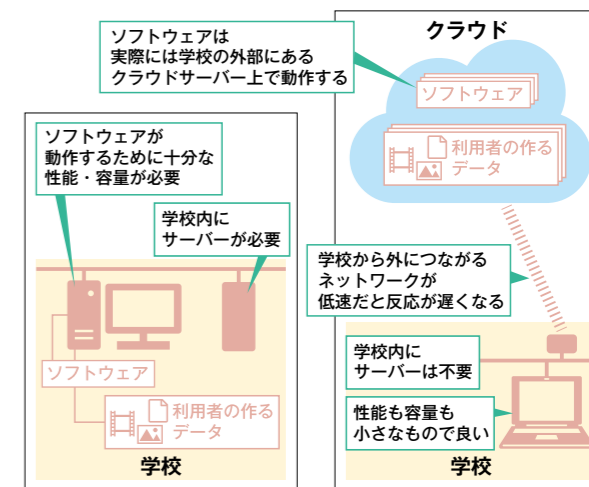 ソフトウェアが
動作するために十分な
性能・容量が必要
学校内に
サーバーが必要
ソフトウェア
利用者の作る
データ
学校
クラウド
ソフトウェアは
実際には学校の外部にある
クラウドサーバー上で動作する
ソフトウェア
利用者の作る
データ
学校から外につながる
ネットワークが
低速だと反応が遅くなる
学校内に
サーバーは不要
性能も容量も
小さなもので良い
学校